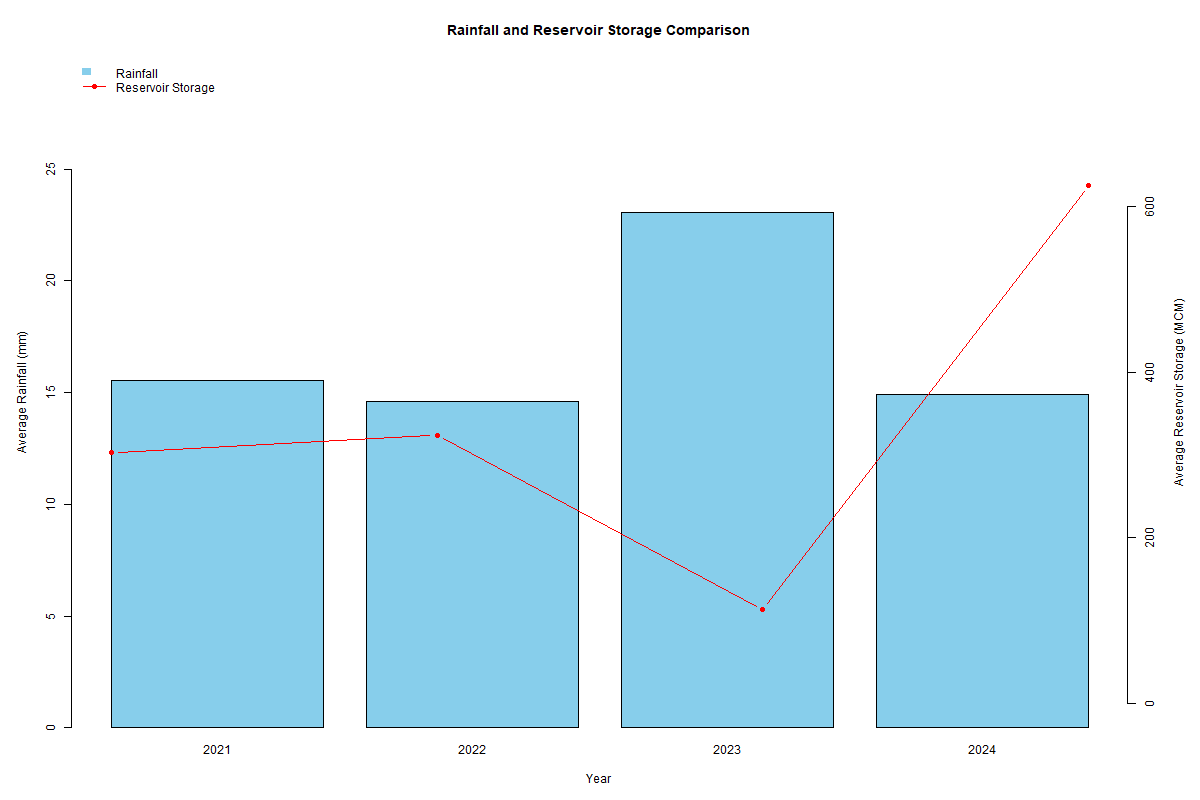 Rainfall and Reservoir Storage Comparison
Rainfall
Reservoir Storage
Average Rainfall (mm)
25
20
15
10
5
0
600
400
200
0
Average Reservoir Storage (MCM)
2021 2022 2023 2024
Year